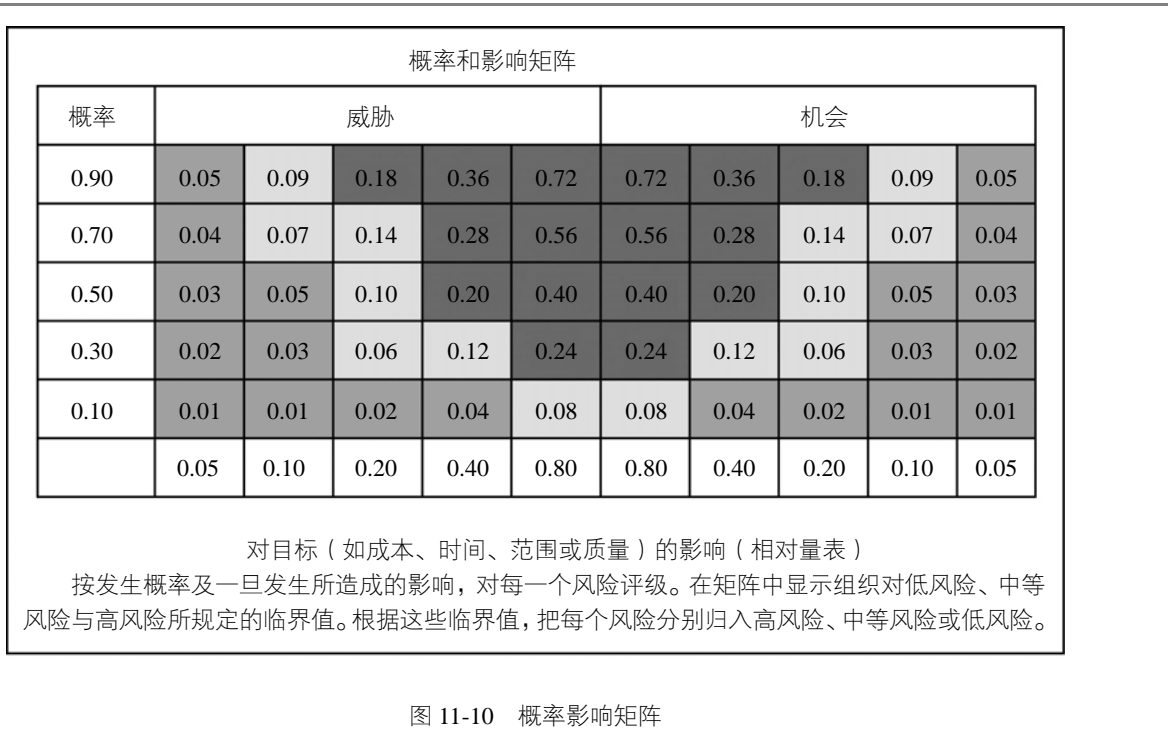 概率和影响矩阵
概率 威胁 机会
0.90 0.05 0.09 0.18 0.36 0.72 0.72 0.36 0.18 0.09 0.05
0.70 0.04 0.07 0.14 0.28 0.56 0.56 0.28 0.14 0.07 0.04
0.50 0.03 0.05 0.10 0.20 0.40 0.40 0.20 0.10 0.05 0.03
0.30 0.02 0.03 0.06 0.12 0.24 0.24 0.12 0.06 0.03 0.02
0.10 0.01 0.01 0.02 0.04 0.08 0.08 0.04 0.02 0.01 0.01
0.05 0.10 0.20 0.40 0.80 0.80 0.40 0.20 0.10 0.05
对目标（如成本、时间、范围或质量）的影响（相对量表）
按发生概率及一旦发生所造成的影响，对每一个风险评级。在矩阵中显示组织对低风险、中等
风险与高风险所规定的临界值。根据这些临界值，把每个风险分别归入高风险、中等风险或低风险。
图 11-10 概率影响矩阵